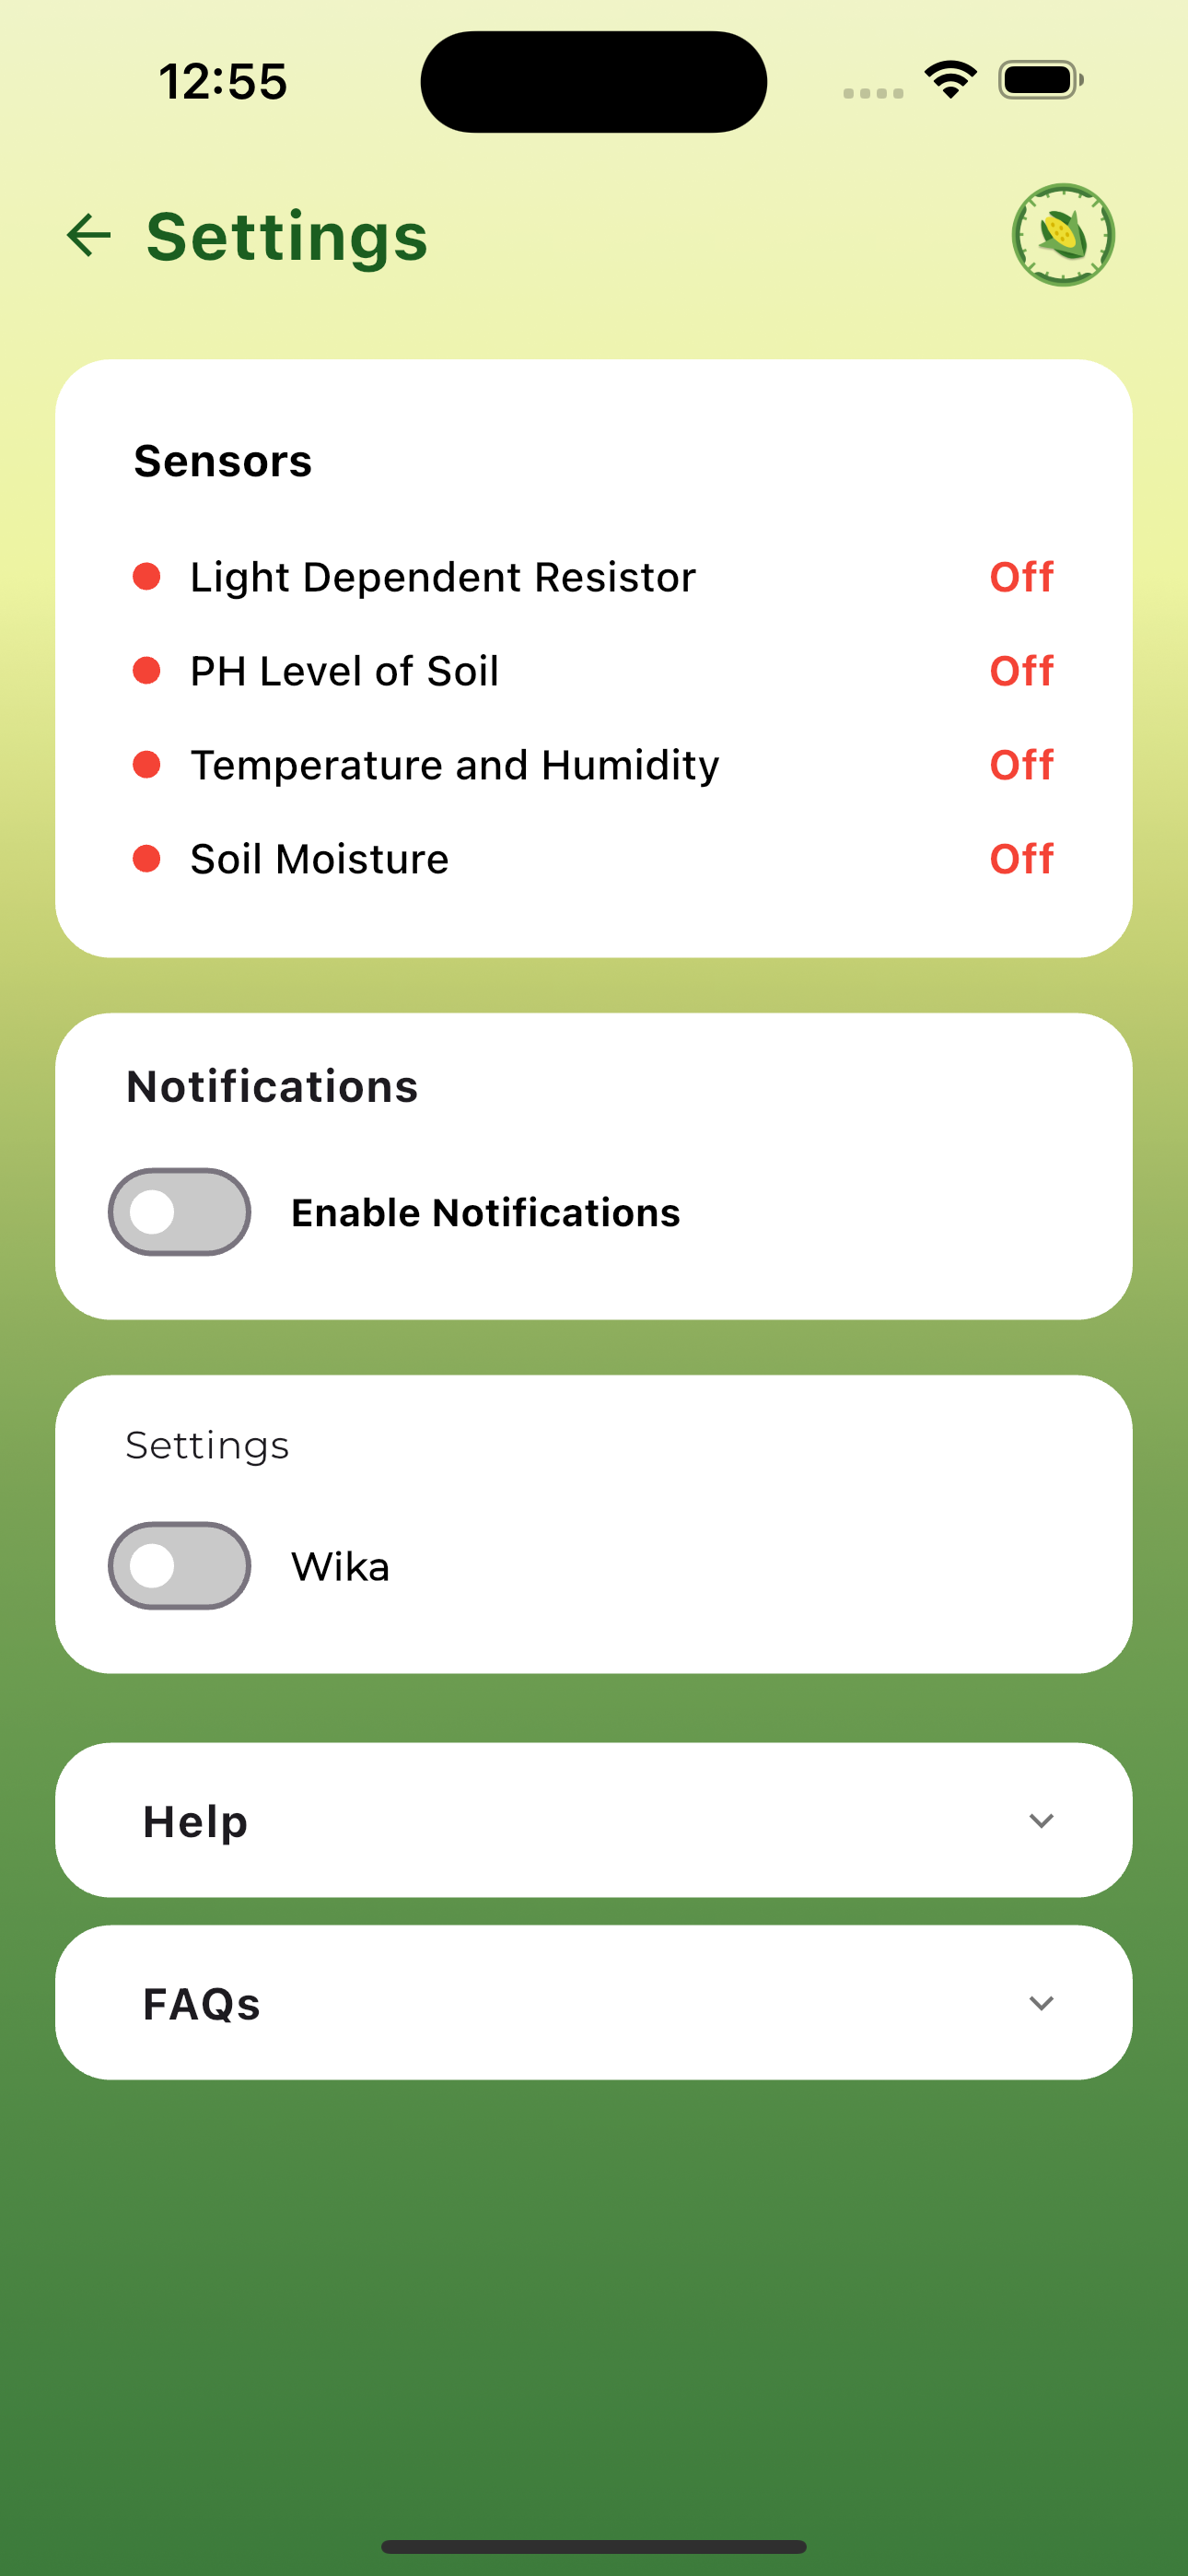 12:55
Settings
Sensors
Light Dependent Resistor Off
PH Level of Soil Off
Temperature and Humidity Off
Soil Moisture Off
Notifications
Enable Notifications
Settings
Wika
Help
FAQs